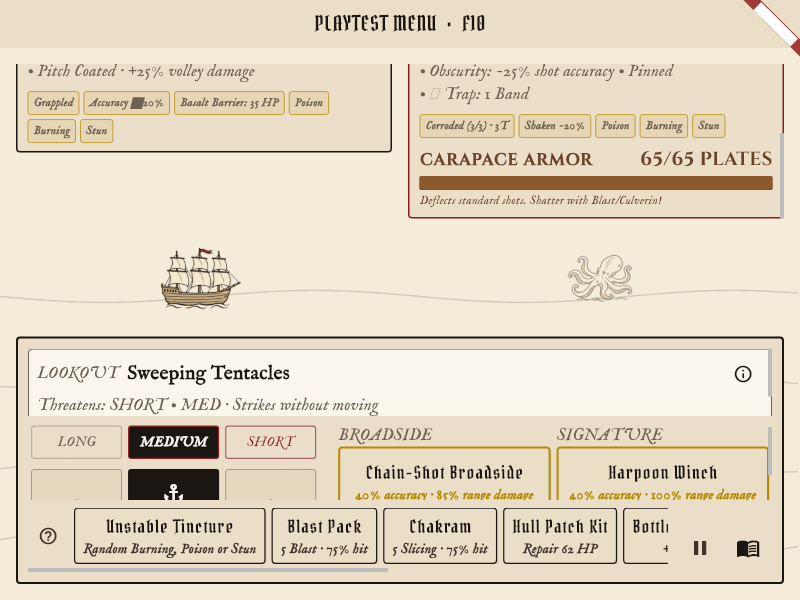 PLAYTEST MENU · F10
• Pitch Coated · +25% volley damage
Grappled
Accuracy 20%
Basalt Barrier: 35 HP
Poison
Burning
Stun
• Obscurity: -25% shot accuracy • Pinned
• Trap: 1 Band
Corroded (3/3) · 3T
Shaken -20%
Poison
Burning
Stun
CARAPACE ARMOR 65/65 PLATES
Deflects standard shots. Shatter with Blast/Culverin!
LOOKOUT Sweeping Tentacles
Threatens: SHORT • MED · Strikes without moving
LONG
MEDIUM
SHORT
BROADSIDE
Chain-Shot Broadside
40% accuracy · 85% range damage
SIGNATURE
Harpoon Winch
40% accuracy · 100% range damage
Unstable Tincture
Random Burning, Poison or Stun
Blast Pack
5 Blast · 75% hit
Chakram
5 Slicing · 75% hit
Hull Patch Kit
Repair 62 HP
Bottl
+